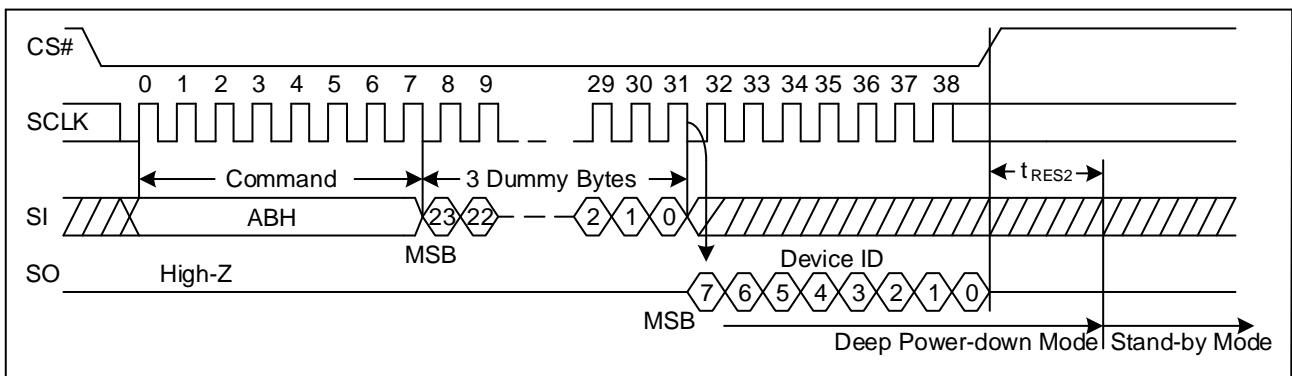 CS#
0 1 2 3 4 5 6 7 8 9 29 30 31 32 33 34 35 36 37 38
SCLK
Command 3 Dummy Bytes tRES2
SI ABH 23 22 2 1 0
MSB Device ID
SO High-Z
7 6 5 4 3 2 1 0
MSB
Deep Power-down Mode Stand-by Mode